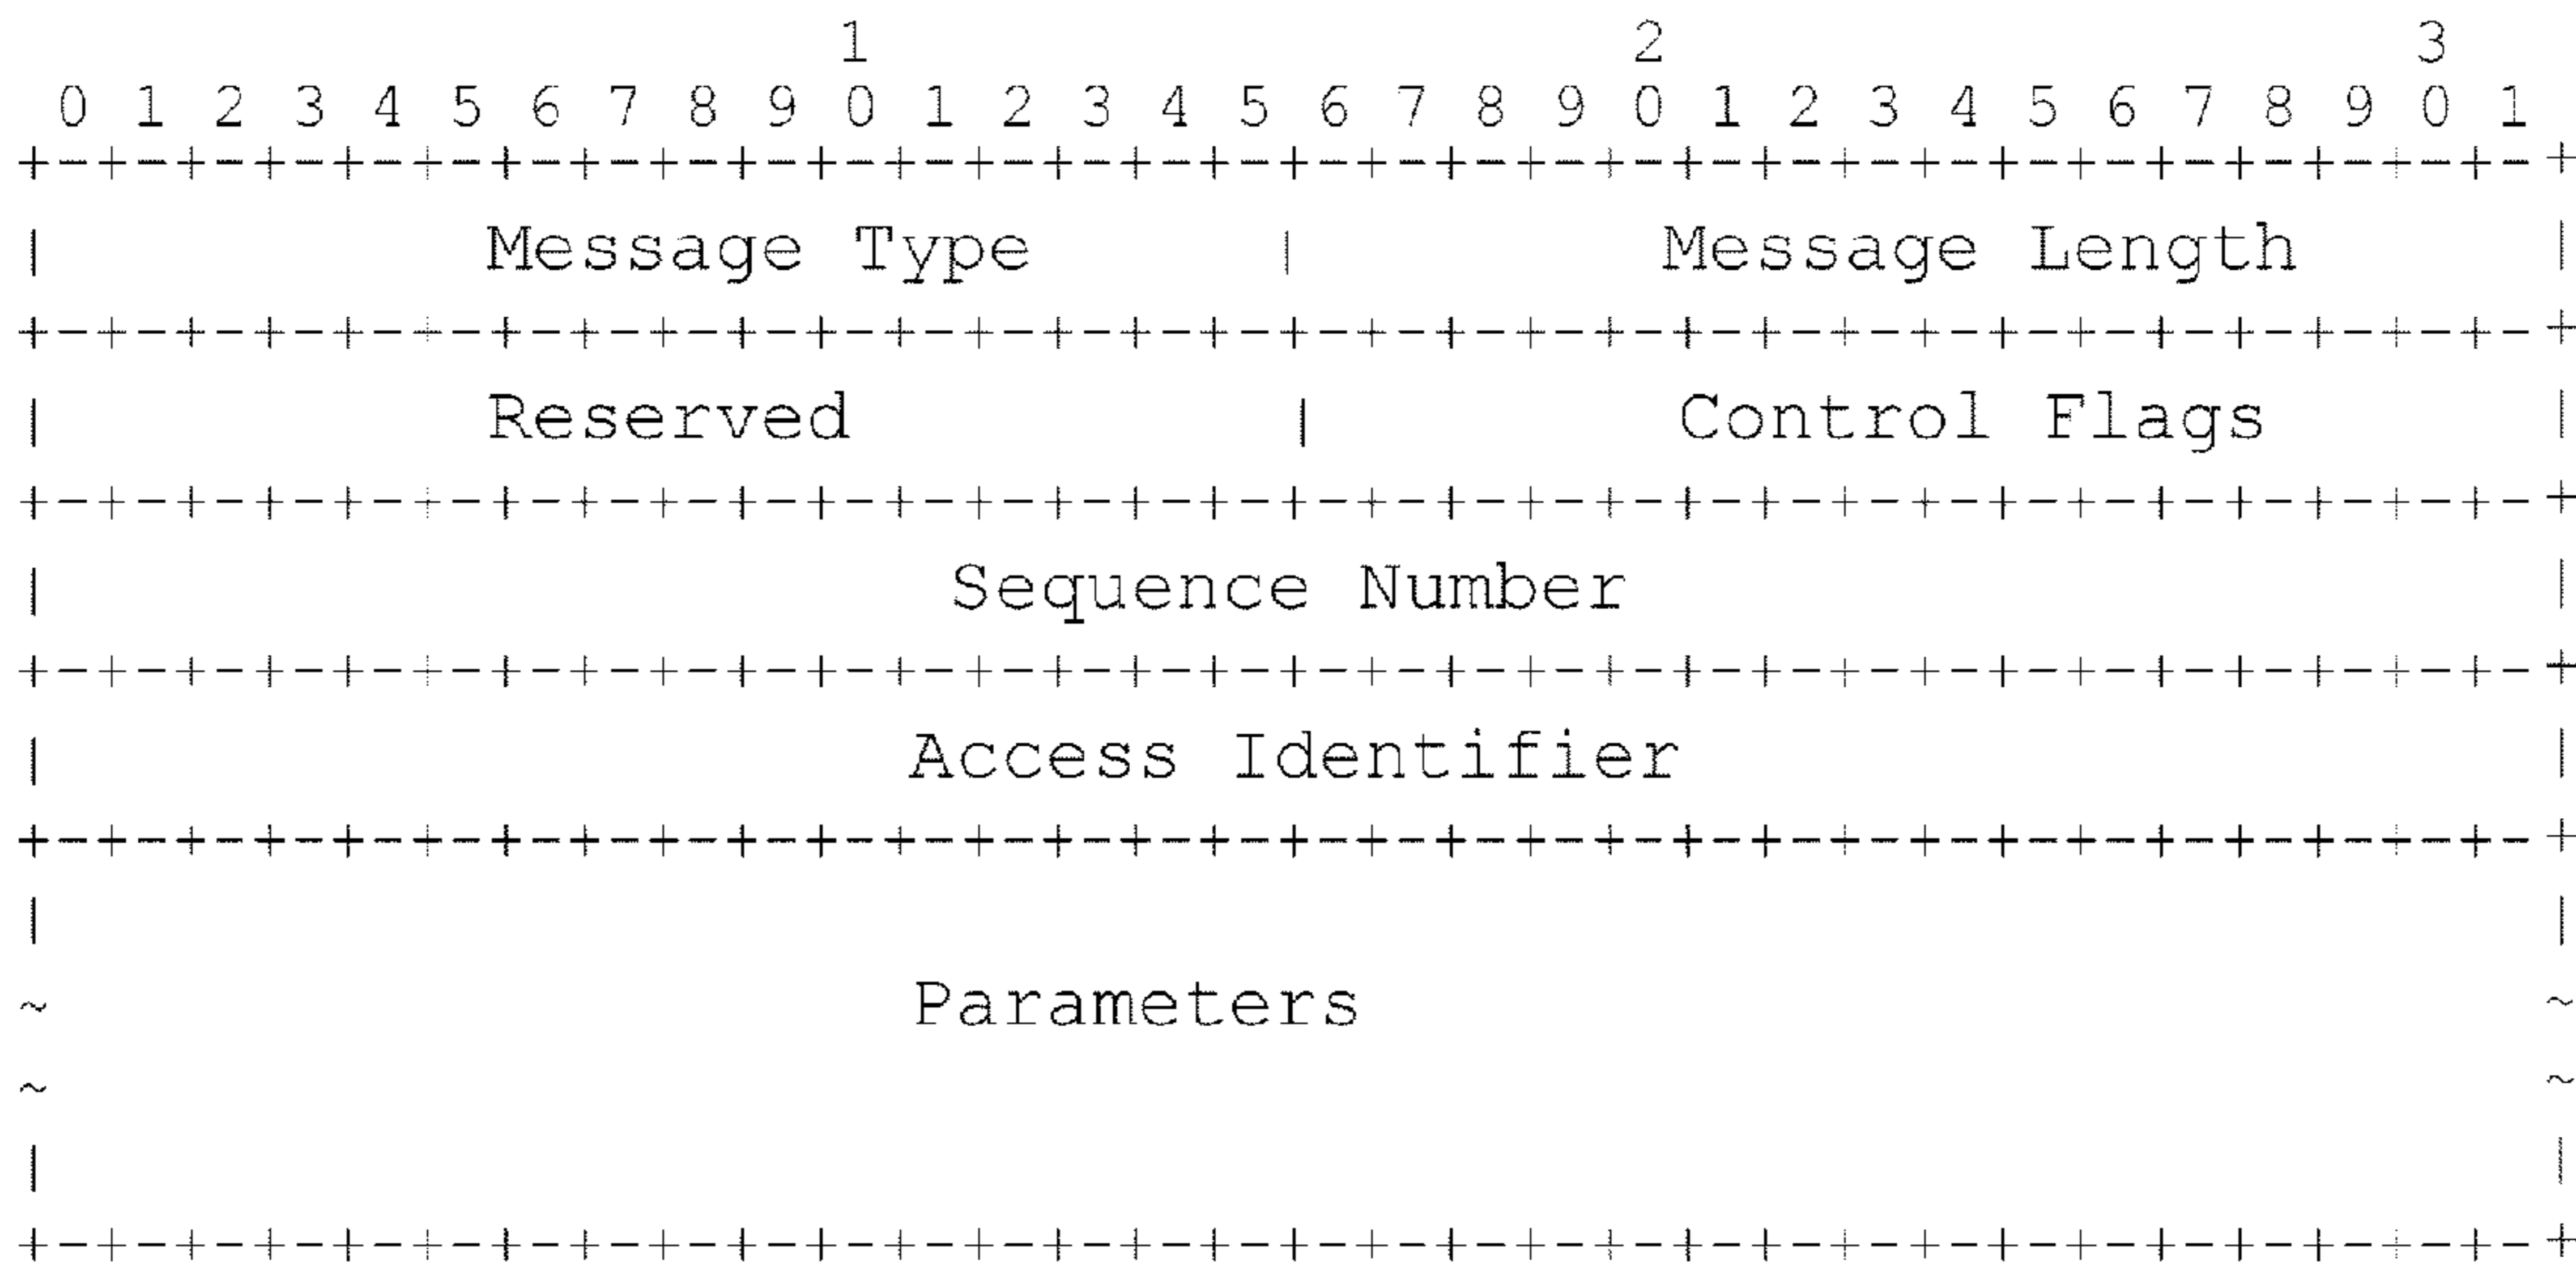 1                   2                   3
 0 1 2 3 4 5 6 7 8 9 0 1 2 3 4 5 6 7 8 9 0 1 2 3 4 5 6 7 8 9 0 1
+-+-+-+-+-+-+-+-+-+-+-+-+-+-+-+-+-+-+-+-+-+-+-+-+-+-+-+-+-+-+-+-+
|           Message Type        |         Message Length        |
+-+-+-+-+-+-+-+-+-+-+-+-+-+-+-+-+-+-+-+-+-+-+-+-+-+-+-+-+-+-+-+-+
|           Reserved            |         Control Flags         |
+-+-+-+-+-+-+-+-+-+-+-+-+-+-+-+-+-+-+-+-+-+-+-+-+-+-+-+-+-+-+-+-+
|                       Sequence Number                         |
+-+-+-+-+-+-+-+-+-+-+-+-+-+-+-+-+-+-+-+-+-+-+-+-+-+-+-+-+-+-+-+-+
|                      Access Identifier                        |
+-+-+-+-+-+-+-+-+-+-+-+-+-+-+-+-+-+-+-+-+-+-+-+-+-+-+-+-+-+-+-+-+
|                                                               |
~                      Parameters                               ~
~                                                               ~
|                                                               |
+-+-+-+-+-+-+-+-+-+-+-+-+-+-+-+-+-+-+-+-+-+-+-+-+-+-+-+-+-+-+-+-+